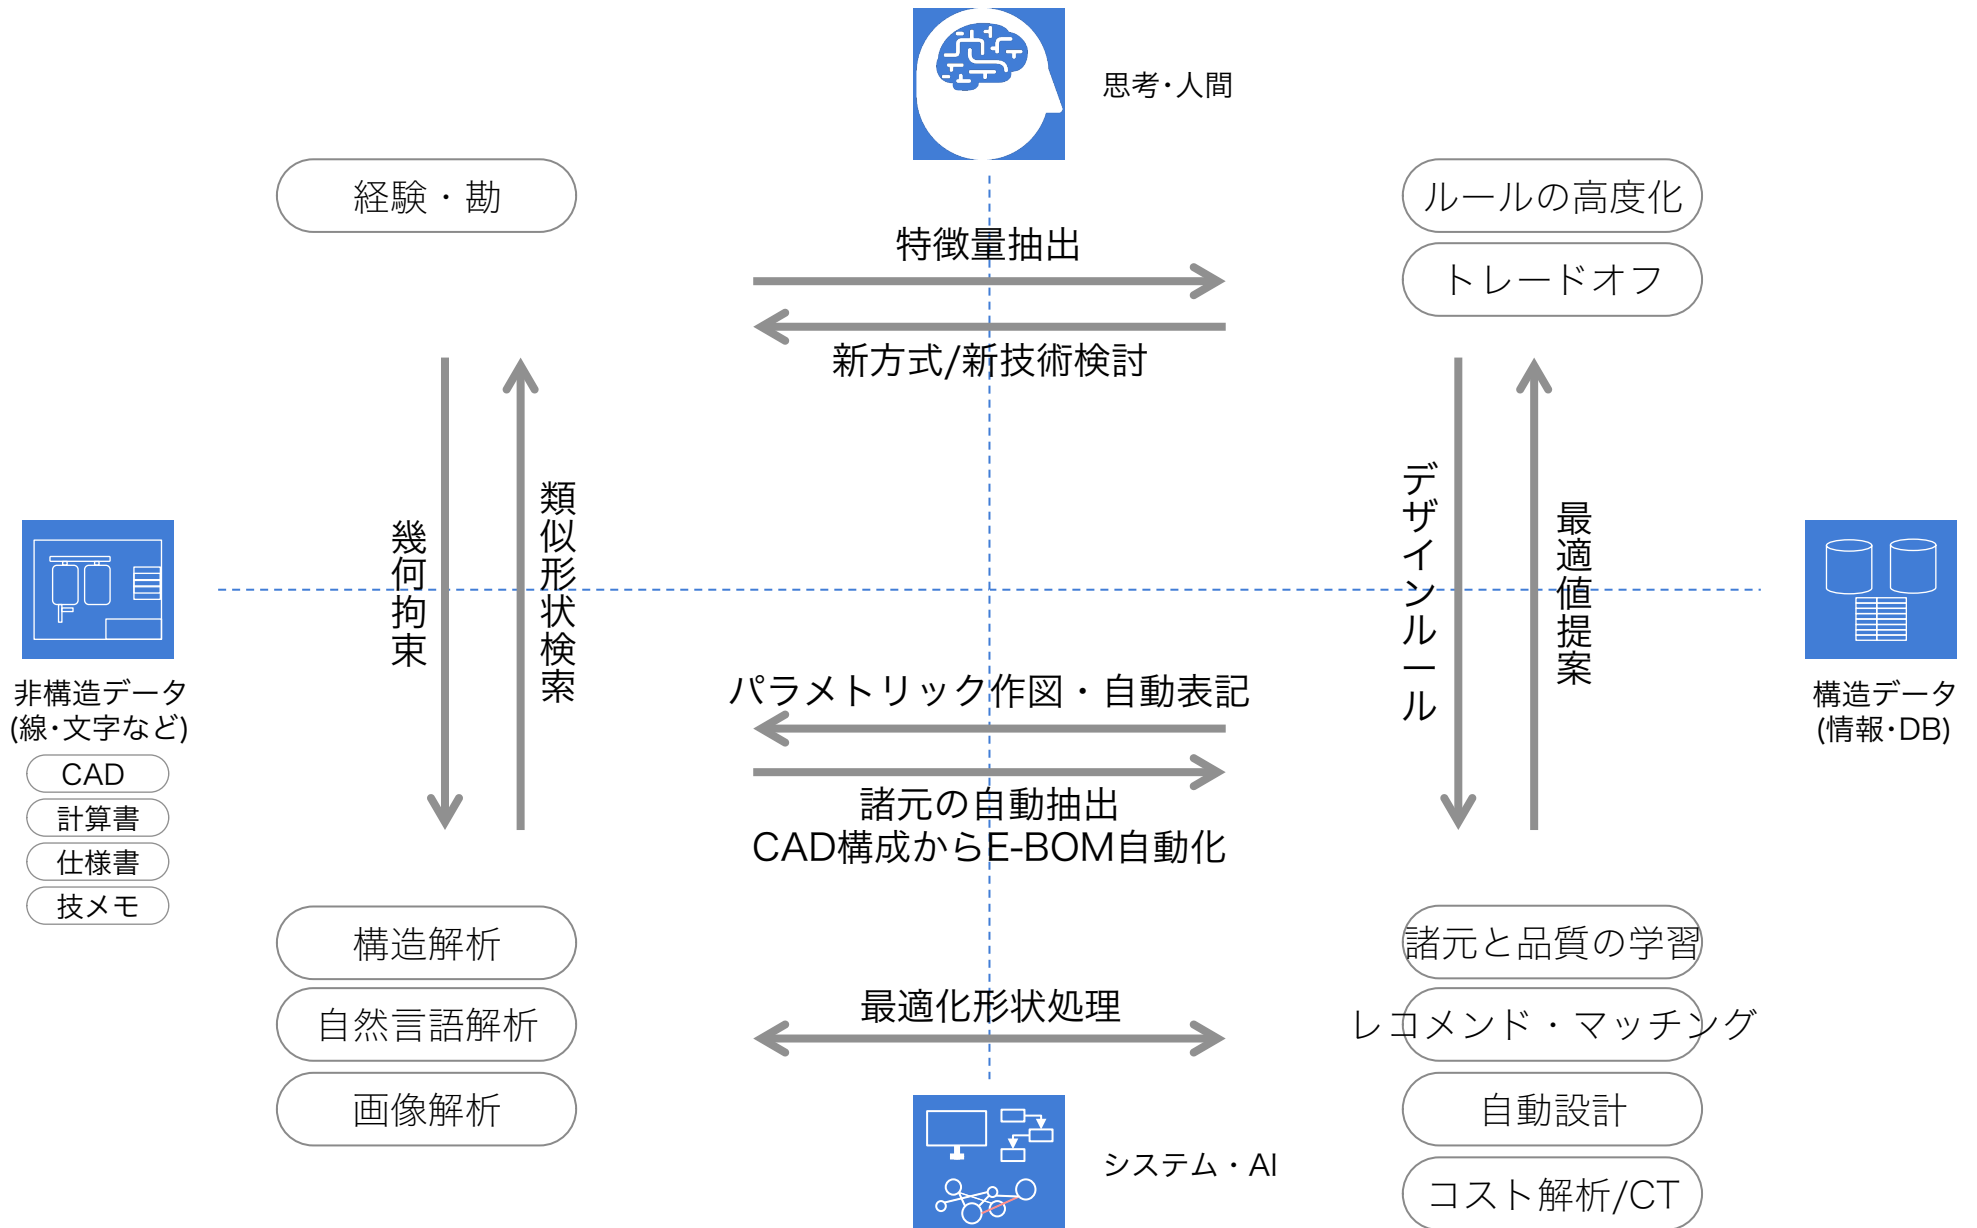 思考･人間
経験・勘
ルールの高度化
特徴量抽出
トレードオフ
新方式/新技術検討
幾何拘束
類似形状検索
デザインルール
最適値提案
非構造データ
(線･文字など)
CAD
計算書
仕様書
技メモ
構造データ
(情報･DB)
パラメトリック作図・自動表記
諸元の自動抽出
CAD構成からE-BOM自動化
構造解析
自然言語解析
画像解析
最適化形状処理
諸元と品質の学習
レコメンド・マッチング
自動設計
コスト解析/CT
システム・AI